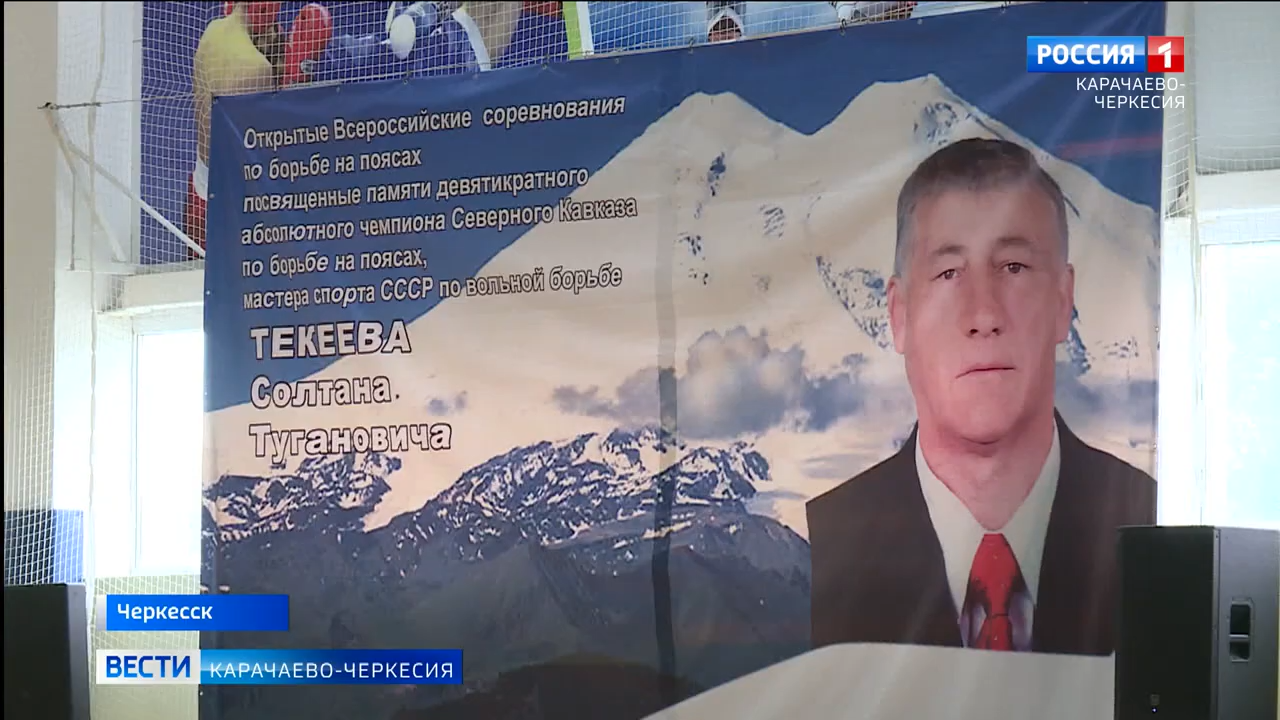 РОССИЯ 1
КАРАЧАЕВО-
ЧЕРКЕСИЯ
Открытые Всероссийские соревнования
по борьбе на поясах
посвященные памяти девятикратного
абсолютного чемпиона Северного Кавказа
по борьбе на поясах,
мастера спорта СССР по вольной борьбе
ТЕКЕЕВА
Солтана.
Тугановича
Черкесск
ВЕСТИ КАРАЧАЕВО-ЧЕРКЕСИЯ